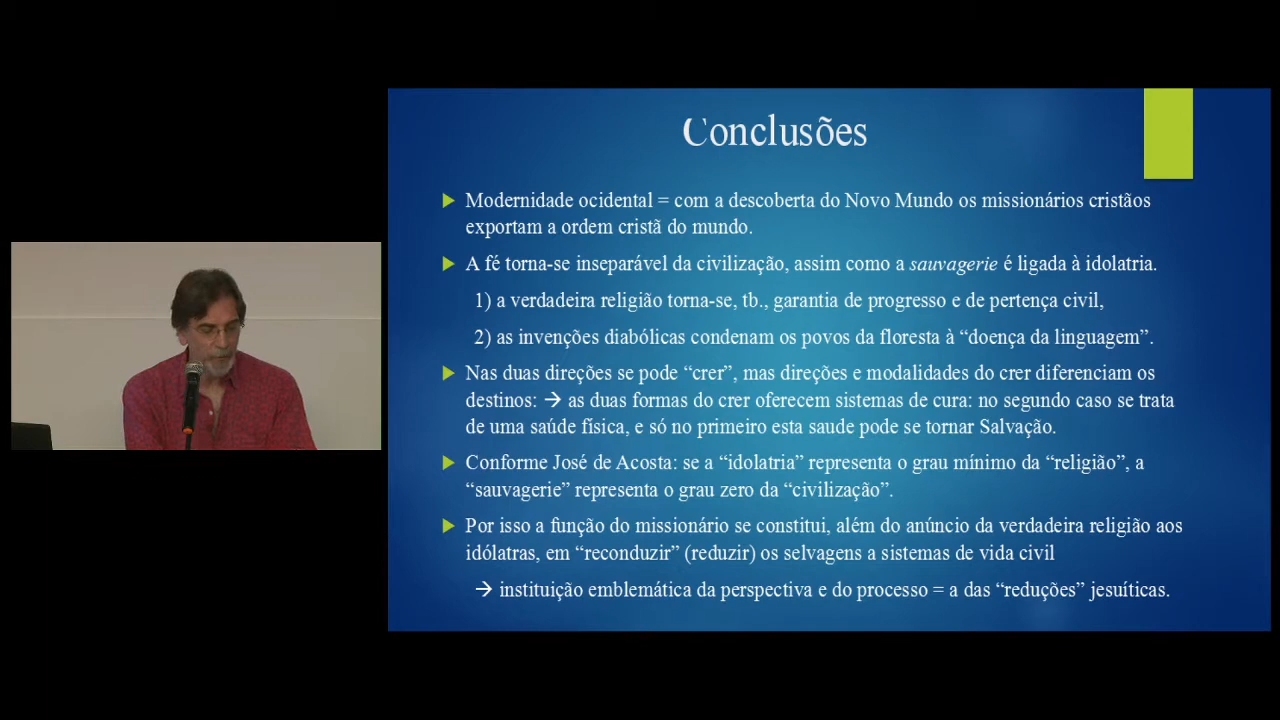 Conclusões
Modernidade ocidental = com a descoberta do Novo Mundo os missionários cristãos
exportam a ordem cristã do mundo.
A fé torna-se inseparável da civilização, assim como a sauvagerie é ligada à idolatria.
1) a verdadeira religião torna-se, tb., garantia de progresso e de pertença civil,
2) as invenções diabólicas condenam os povos da floresta à “doença da linguagem”.
Nas duas direções se pode “crer”, mas direções e modalidades do crer diferenciam os
destinos: → as duas formas do crer oferecem sistemas de cura: no segundo caso se trata
de uma saúde física, e só no primeiro esta saude pode se tornar Salvação.
Conforme José de Acosta: se a “idolatria” representa o grau mínimo da “religião”, a
“sauvagerie” representa o grau zero da “civilização”.
Por isso a função do missionário se constitui, além do anúncio da verdadeira religião aos
idólatras, em “reconduzir” (reduzir) os selvagens a sistemas de vida civil
→ instituição emblemática da perspectiva e do processo = a das “reduções” jesuíticas.